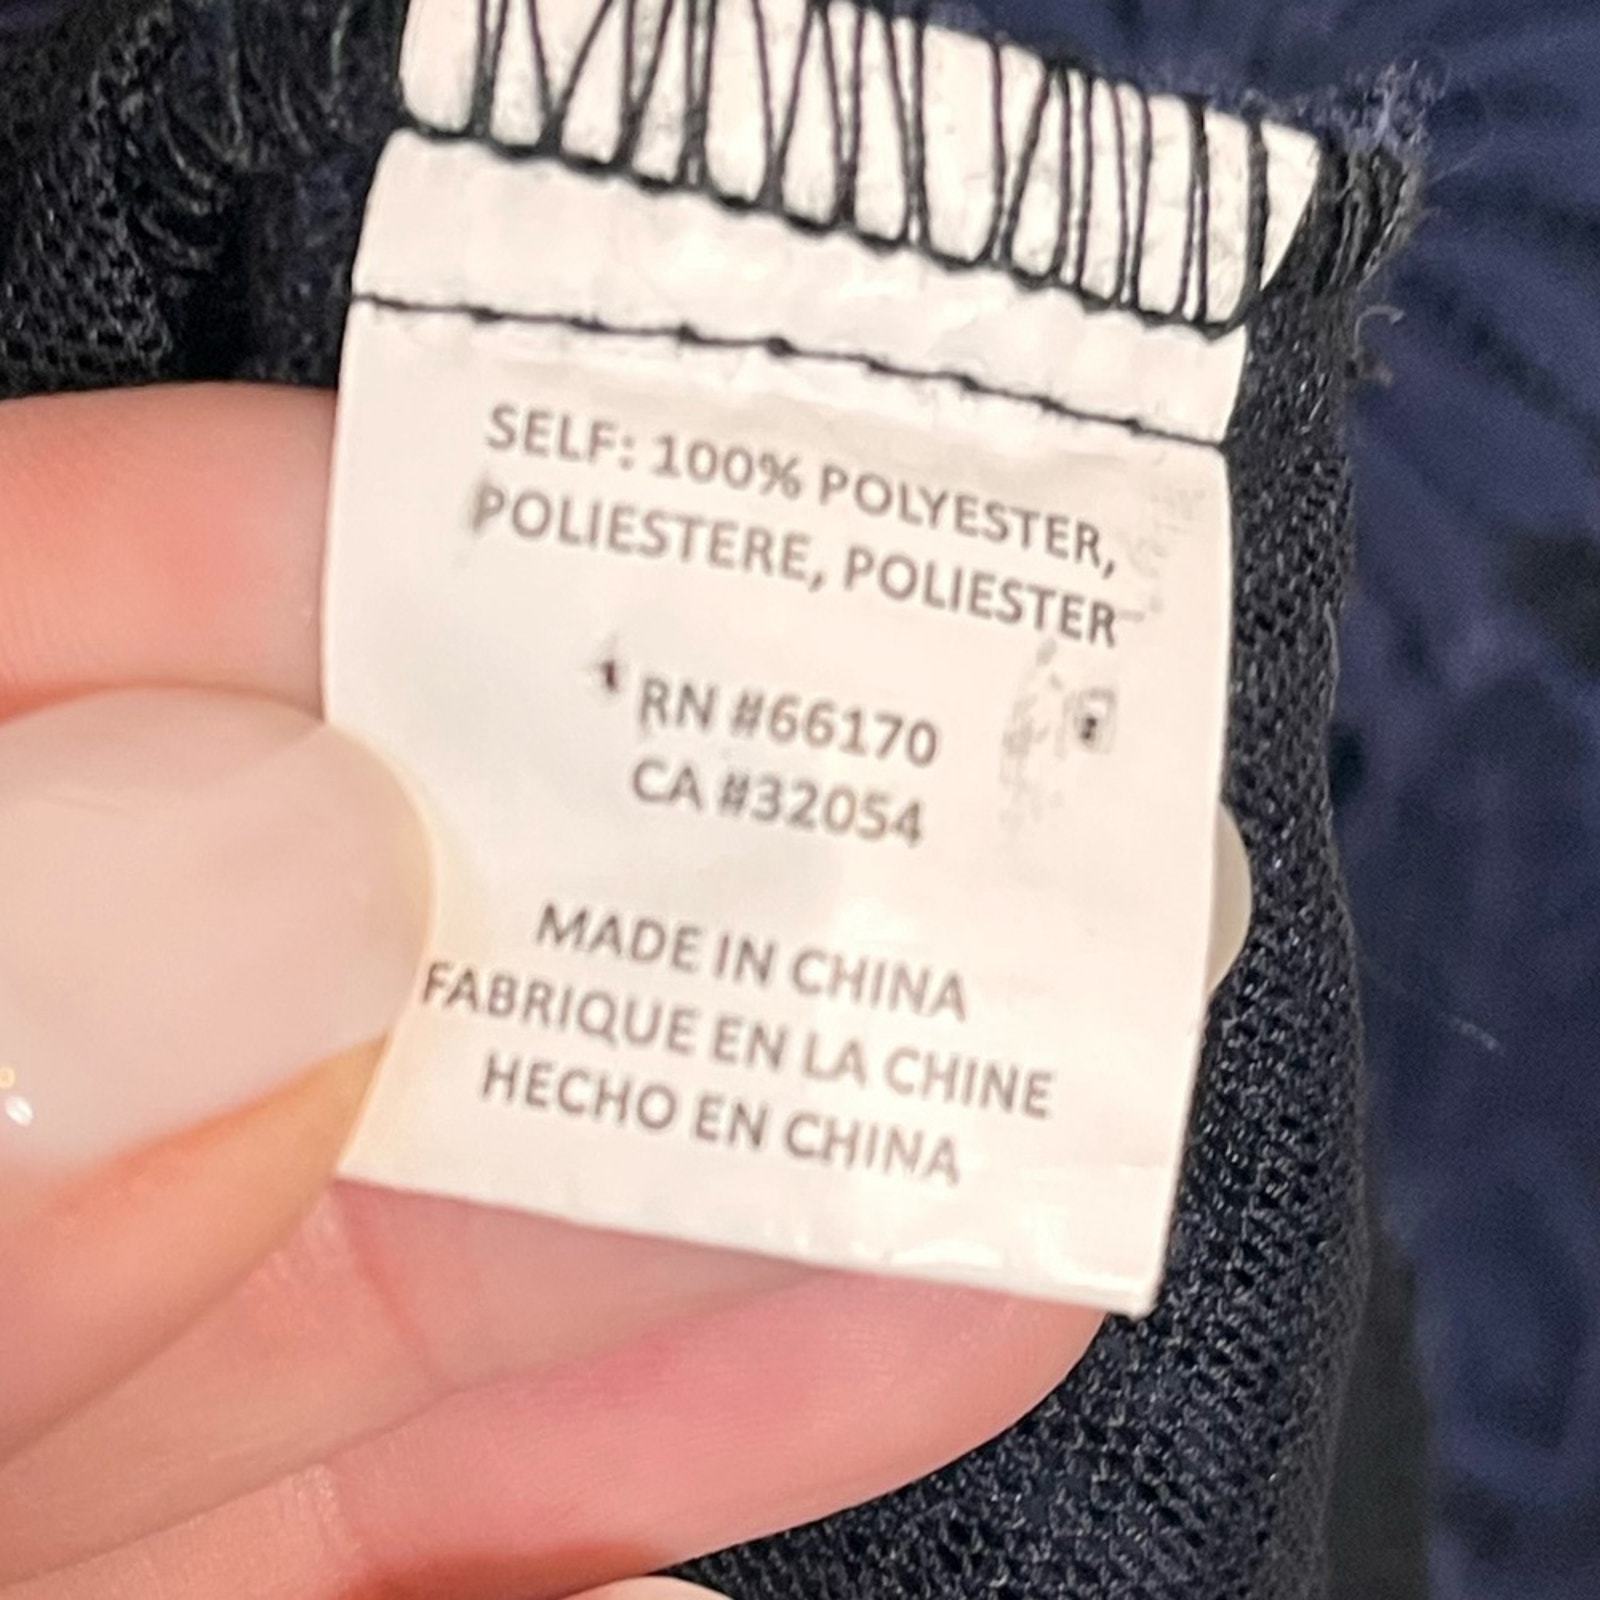 SELF: 100% POLYESTER,
POLIESTERE, POLIESTER
RN #66170
CA #32054
MADE IN CHINA
FABRIQUE EN LA CHINE
HECHO EN CHINA